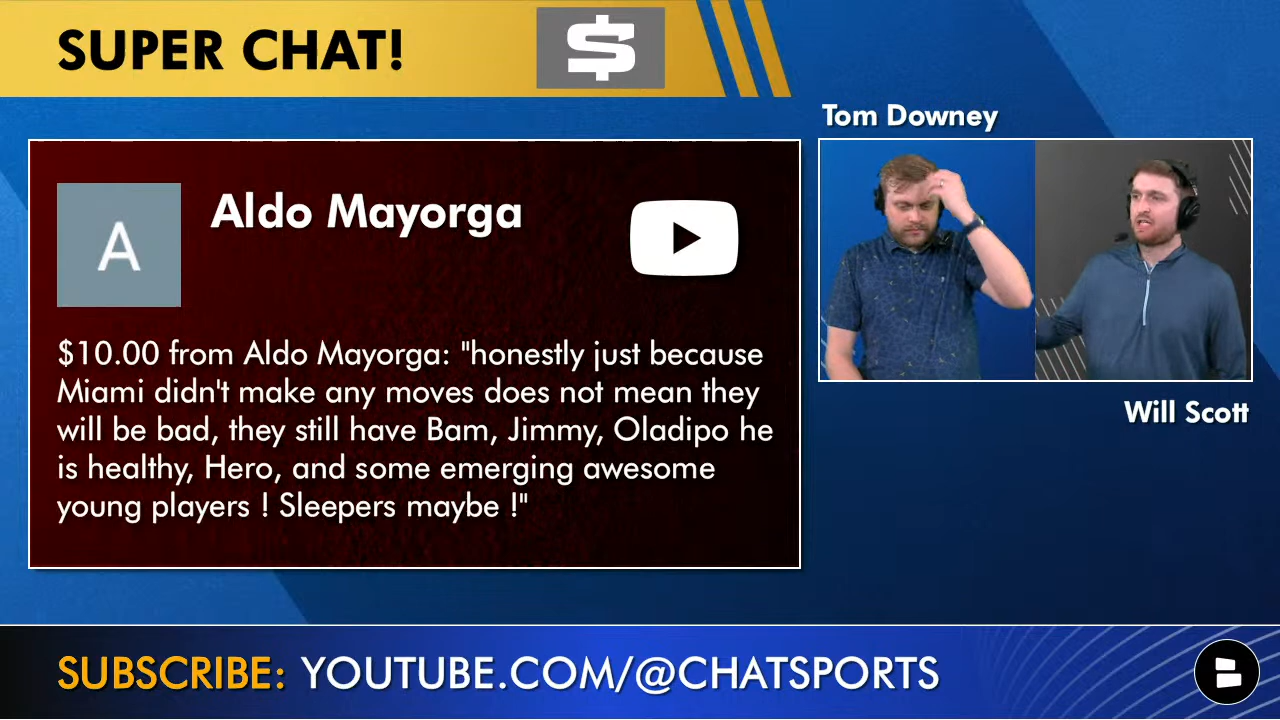 SUPER CHAT!
$
Tom Downey
A
Aldo Mayorga
$10.00 from Aldo Mayorga: "honestly just because
Miami didn't make any moves does not mean they
will be bad, they still have Bam, Jimmy, Oladipo he
is healthy, Hero, and some emerging awesome
young players ! Sleepers maybe !"
Will Scott
SUBSCRIBE: YOUTUBE.COM/@CHATSPORTS